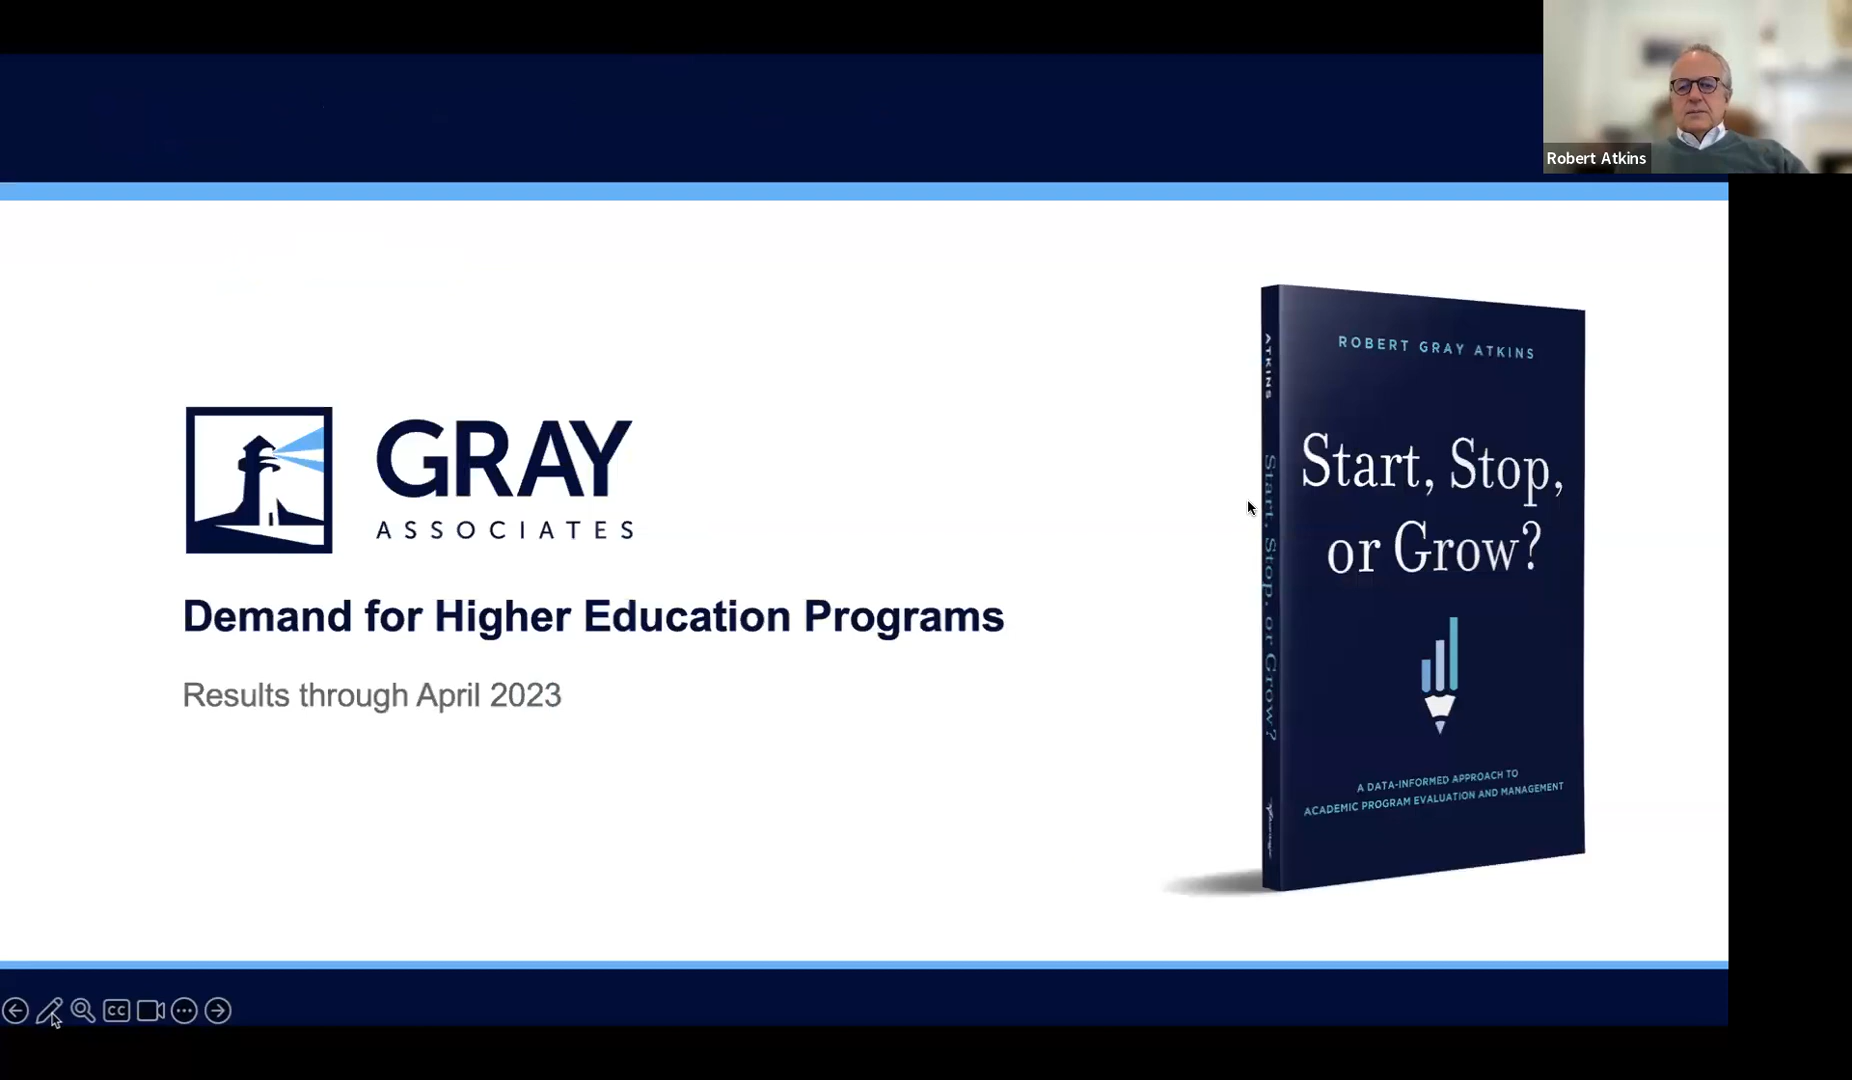 Robert Atkins
GRAY
ASSOCIATES
Demand for Higher Education Programs
Results through April 2023
ATKINS
Start, Stop, or Grow?
ROBERT GRAY ATKINS
Start, Stop,
or Grow?
A DATA-INFORMED APPROACH TO
ACADEMIC PROGRAM EVALUATION AND MANAGEMENT
CC